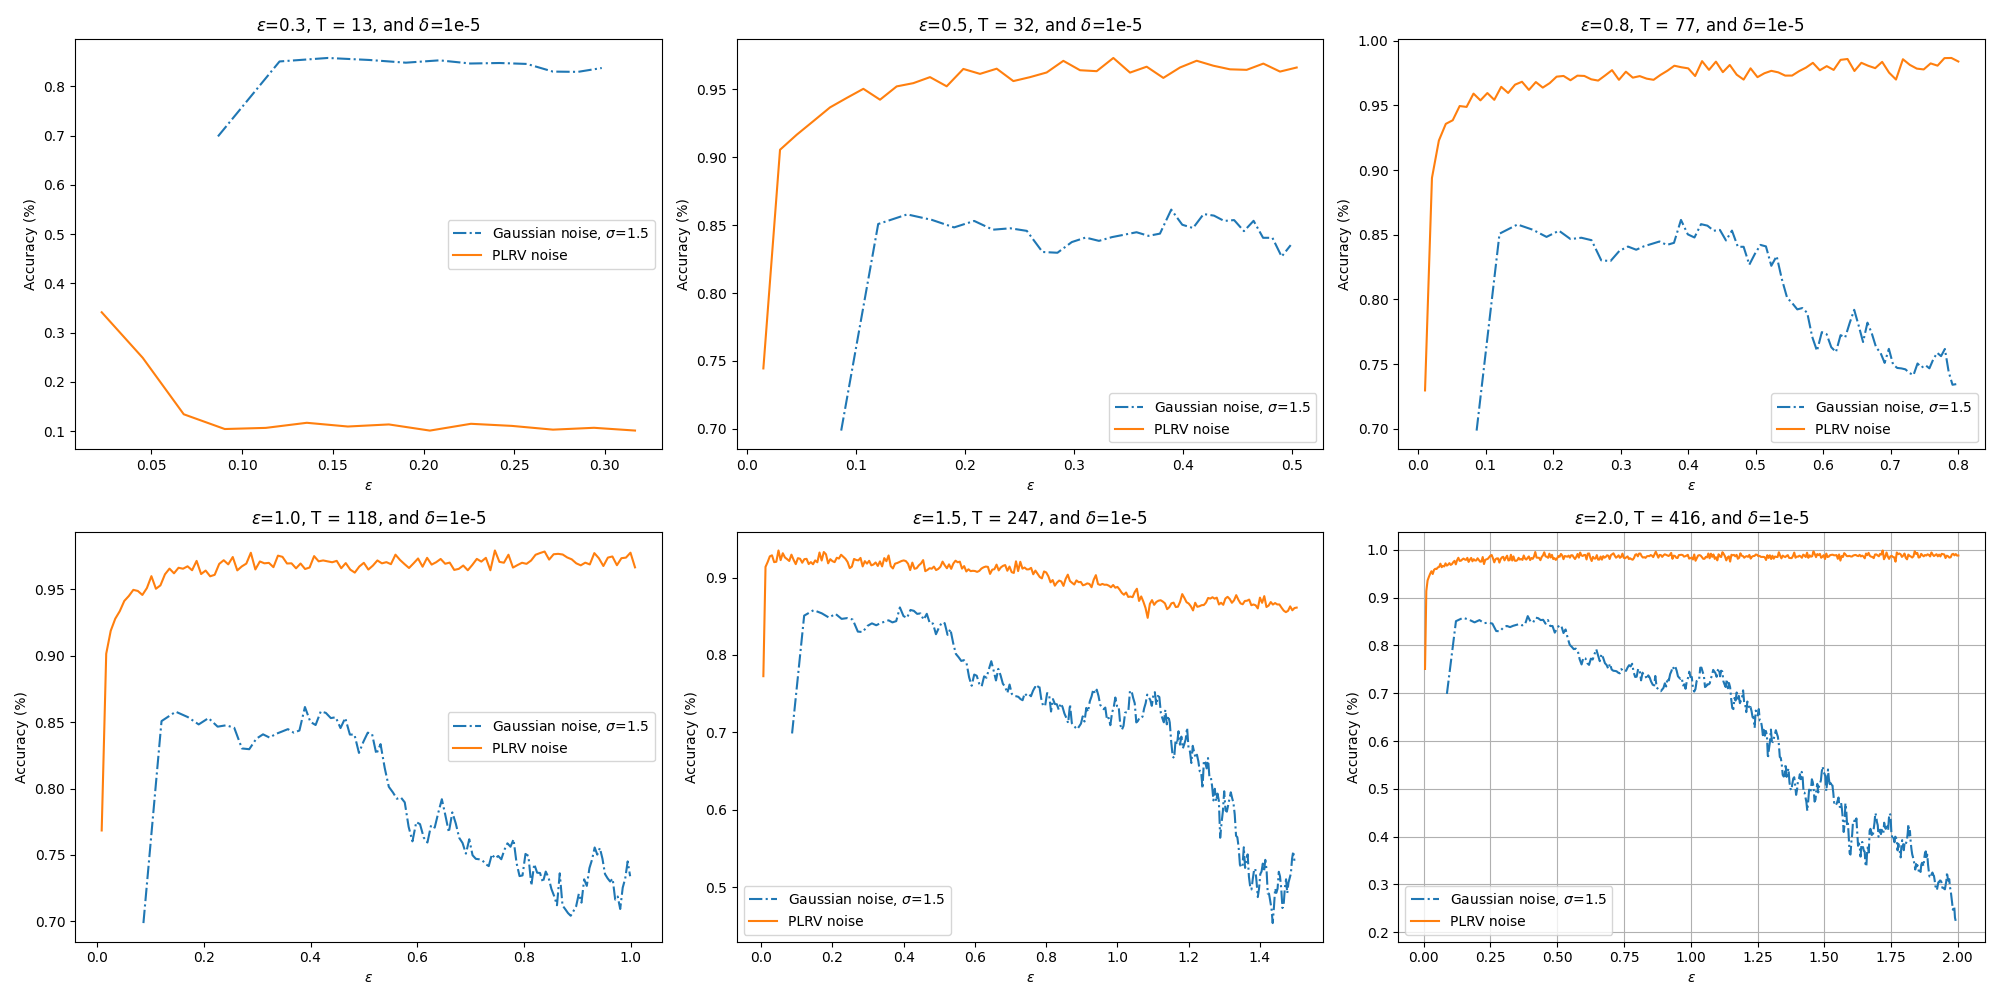 ε=0.3, T = 13, and δ=1e-5
Accuracy (%)
0.8
0.7
0.6
0.5
0.4
0.3
0.2
0.1
Gaussian noise, σ=1.5
PLRV noise
0.05 0.10 0.15 0.20 0.25 0.30
ε
ε=0.5, T = 32, and δ=1e-5
Accuracy (%)
0.95
0.90
0.85
0.80
0.75
0.70
Gaussian noise, σ=1.5
PLRV noise
0.0 0.1 0.2 0.3 0.4 0.5
ε
ε=0.8, T = 77, and δ=1e-5
Accuracy (%)
1.00
0.95
0.90
0.85
0.80
0.75
0.70
Gaussian noise, σ=1.5
PLRV noise
0.0 0.1 0.2 0.3 0.4 0.5 0.6 0.7 0.8
ε
ε=1.0, T = 118, and δ=1e-5
Accuracy (%)
0.95
0.90
0.85
0.80
0.75
0.70
Gaussian noise, σ=1.5
PLRV noise
0.0 0.2 0.4 0.6 0.8 1.0
ε
ε=1.5, T = 247, and δ=1e-5
Accuracy (%)
0.9
0.8
0.7
0.6
0.5
Gaussian noise, σ=1.5
PLRV noise
0.0 0.2 0.4 0.6 0.8 1.0 1.2 1.4
ε
ε=2.0, T = 416, and δ=1e-5
Accuracy (%)
1.0
0.9
0.8
0.7
0.6
0.5
0.4
0.3
0.2
Gaussian noise, σ=1.5
PLRV noise
0.00 0.25 0.50 0.75 1.00 1.25 1.50 1.75 2.00
ε